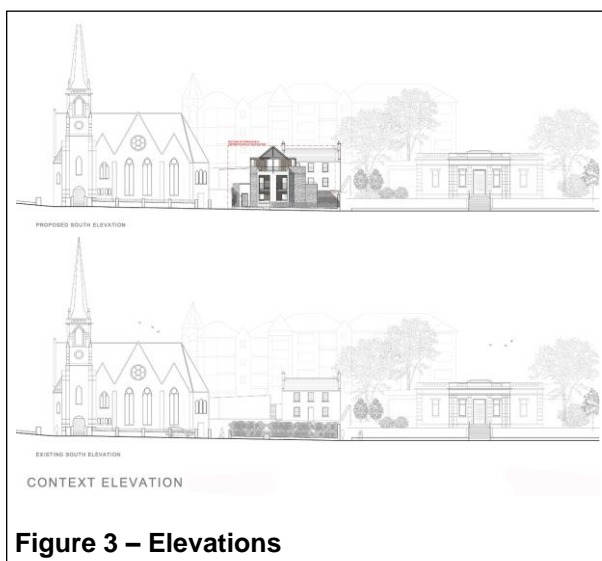 PROPOSED SOUTH ELEVATION
EXISTING SOUTH ELEVATION
CONTEXT ELEVATION
Figure 3 – Elevations